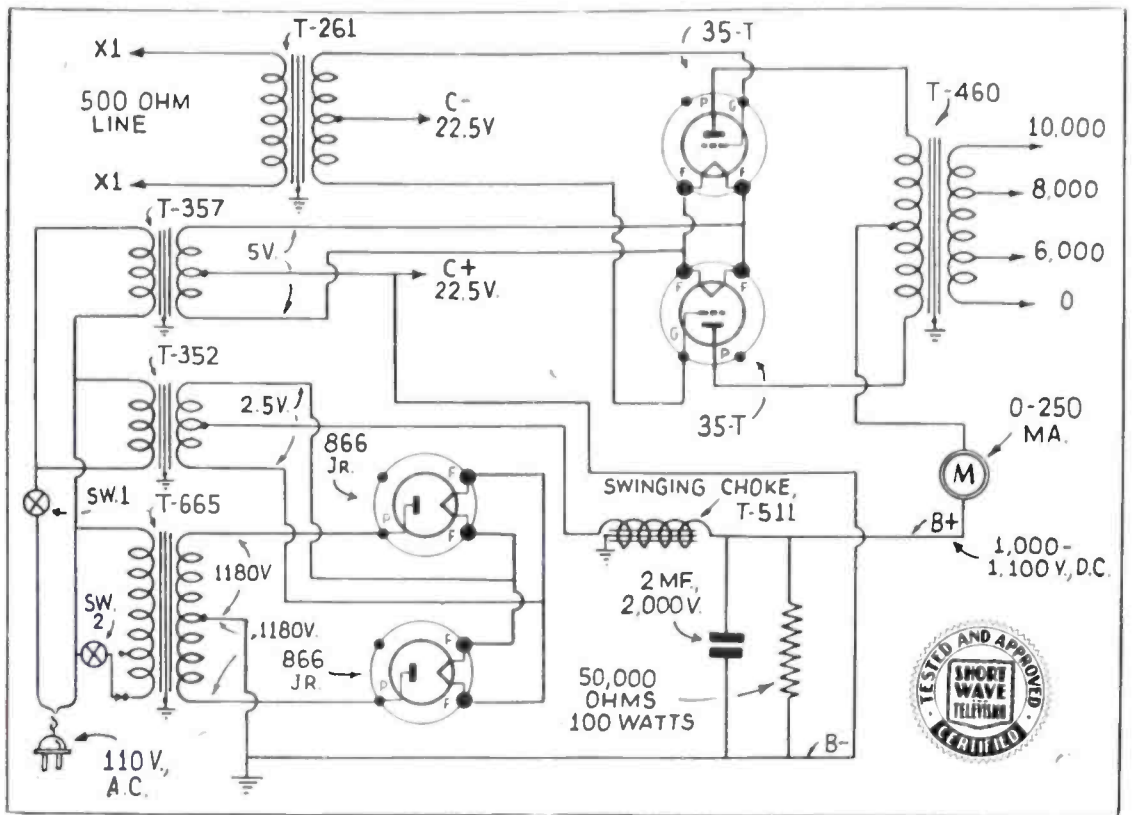 T-261
35-T
X1
500 OHM
LINE
C-
22.5V
T-460
P
G
10,000
8,000
6,000
0
X1
F
F
T-357
5V.
C+
22.5V.
F
F
G
P
T-352
2.5V.
35-T
0-250
MA.
866
JR.
F
P
F
M
SW.1
T-665
SWINGING CHOKE,
T-511
B+
1,000-
1,100 V., D.C.
1180V
2 MF.,
2,000V.
SW.
2
1180V.
866
JR.
F
P
F
50,000
OHMS
100 WATTS
TESTED AND APPROVED
SHORT
WAVE
TELEVISION
CERTIFIED
B-
110 V.,
A.C.